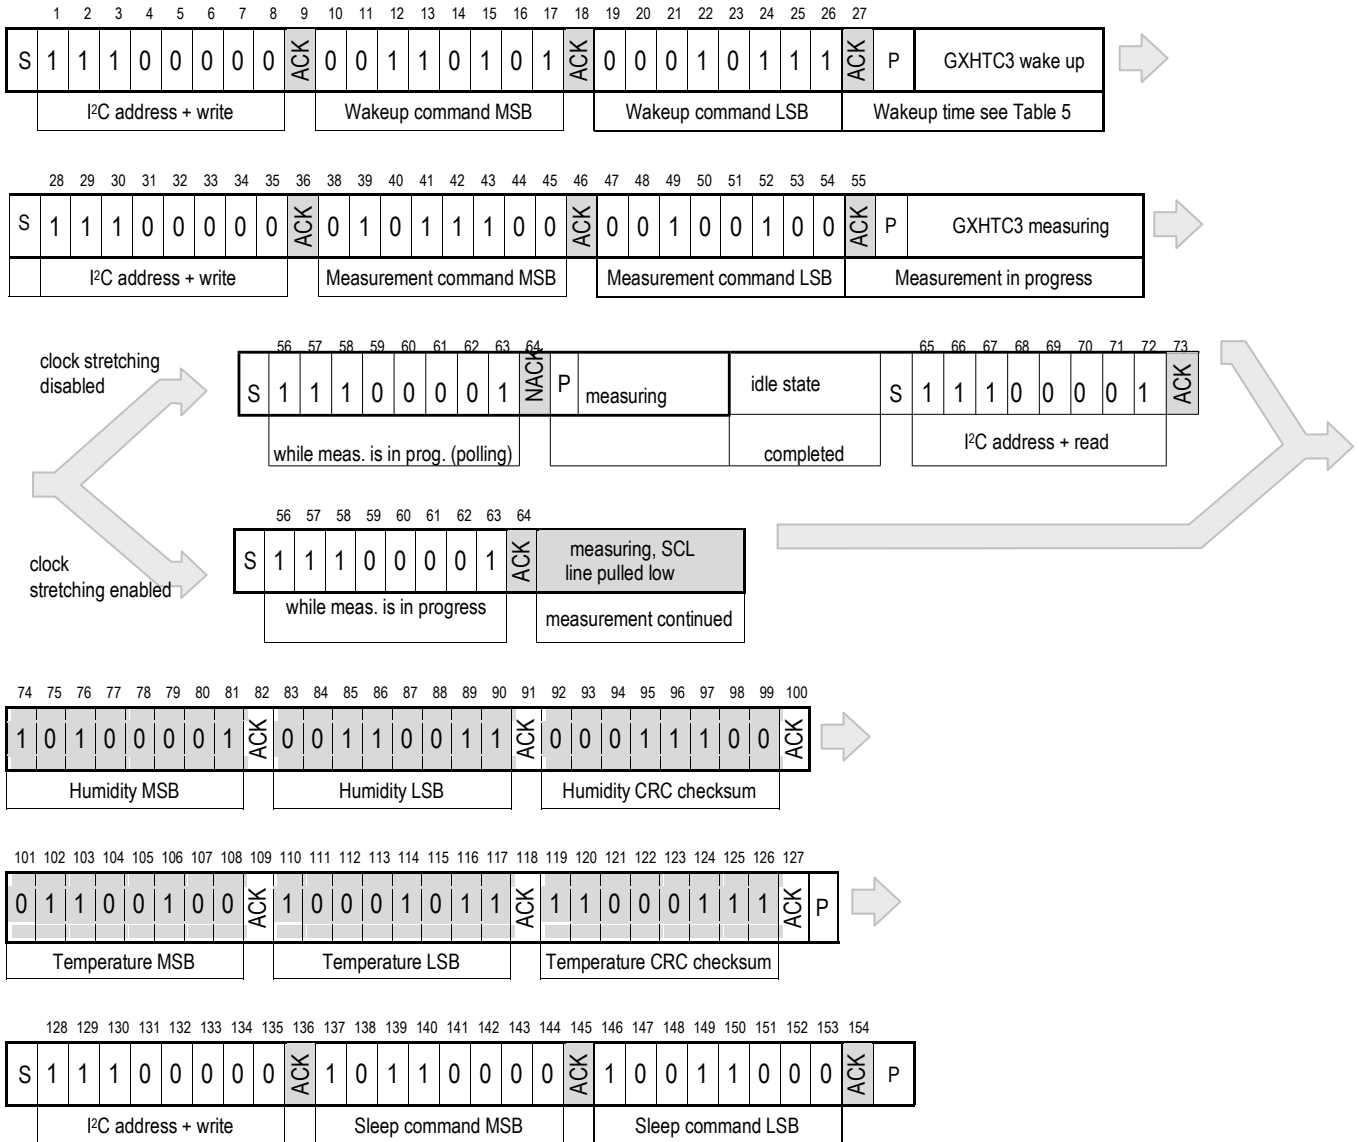 1 2 3 4 5 6 7 8 9 10 11 12 13 14 15 16 17 18 19 20 21 22 23 24 25 26 27
S 1 1 1 0 0 0 0 0 ACK 0 0 1 1 0 1 0 1 ACK 0 0 0 1 0 1 1 1 ACK P GXHTC3 wake up
I²C address + write Wakeup command MSB Wakeup command LSB Wakeup time see Table 5
28 29 30 31 32 33 34 35 36 38 39 40 41 42 43 44 45 46 47 48 49 50 51 52 53 54 55
S 1 1 1 0 0 0 0 0 ACK 0 1 0 1 1 1 0 0 ACK 0 0 1 0 0 1 0 0 ACK P GXHTC3 measuring
I²C address + write Measurement command MSB Measurement command LSB Measurement in progress
clock stretching
disabled
56 57 58 59 60 61 62 63 64 65 66 67 68 69 70 71 72 73
S 1 1 1 0 0 0 0 1 NACK P measuring idle state S 1 1 1 0 0 0 0 1 ACK
while meas. is in prog. (polling) completed I²C address + read
clock
stretching enabled
56 57 58 59 60 61 62 63 64
S 1 1 1 0 0 0 0 1 ACK measuring, SCL
line pulled low
while meas. is in progress measurement continued
74 75 76 77 78 79 80 81 82 83 84 85 86 87 88 89 90 91 92 93 94 95 96 97 98 99 100
1 0 1 0 0 0 0 1 ACK 0 0 1 1 0 0 1 1 ACK 0 0 0 1 1 1 0 0 ACK
Humidity MSB Humidity LSB Humidity CRC checksum
101 102 103 104 105 106 107 108 109 110 111 112 113 114 115 116 117 118 119 120 121 122 123 124 125 126 127
0 1 1 0 0 1 0 0 ACK 1 0 0 0 1 0 1 1 ACK 1 1 0 0 0 1 1 1 ACK P
Temperature MSB Temperature LSB Temperature CRC checksum
128 129 130 131 132 133 134 135 136 137 138 139 140 141 142 143 144 145 146 147 148 149 150 151 152 153 154
S 1 1 1 0 0 0 0 0 ACK 1 0 1 1 0 0 0 0 ACK 1 0 0 1 1 0 0 0 ACK P
I²C address + write Sleep command MSB Sleep command LSB